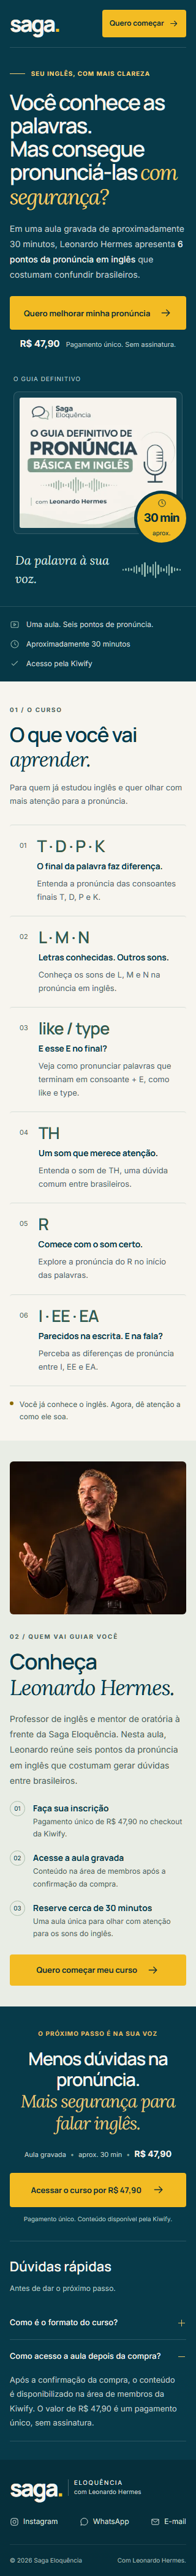 saga.
Quero começar →
SEU INGLÊS, COM MAIS CLAREZA
Você conhece as
palavras.
Mas consegue
pronunciá-las com
segurança?
Em uma aula gravada de aproximadamente
30 minutos, Leonardo Hermes apresenta 6
pontos da pronúncia em inglês que
costumam confundir brasileiros.
Quero melhorar minha pronúncia →
R$ 47,90 Pagamento único. Sem assinatura.
O GUIA DEFINITIVO
Saga
Eloquência
O GUIA DEFINITIVO DE
PRONÚNCIA
BÁSICA EM INGLÊS
com Leonardo Hermes
30 min
aprox.
Da palavra à sua
voz.
Uma aula. Seis pontos de pronúncia.
Aproximadamente 30 minutos
Acesso pela Kiwify
01 / O CURSO
O que você vai
aprender.
Para quem já estudou inglês e quer olhar com
mais atenção para a pronúncia.
01 T · D · P · K
O final da palavra faz diferença.
Entenda a pronúncia das consoantes
finais T, D, P e K.
02 L · M · N
Letras conhecidas. Outros sons.
Conheça os sons de L, M e N na
pronúncia em inglês.
03 like / type
E esse E no final?
Veja como pronunciar palavras que
terminam em consoante + E, como
like e type.
04 TH
Um som que merece atenção.
Entenda o som de TH, uma dúvida
comum entre brasileiros.
05 R
Comece com o som certo.
Explore a pronúncia do R no início
das palavras.
06 I · EE · EA
Parecidos na escrita. E na fala?
Perceba as diferenças de pronúncia
entre I, EE e EA.
Você já conhece o inglês. Agora, dê atenção a
como ele soa.
02 / QUEM VAI GUIAR VOCÊ
Conheça
Leonardo Hermes.
Professor de inglês e mentor de oratória à
frente da Saga Eloquência. Nesta aula,
Leonardo reúne seis pontos da pronúncia
em inglês que costumam gerar dúvidas
entre brasileiros.
01 Faça sua inscrição
Pagamento único de R$ 47,90 no checkout
da Kiwify.
02 Acesse a aula gravada
Conteúdo na área de membros após a
confirmação da compra.
03 Reserve cerca de 30 minutos
Uma aula única para olhar com atenção
para os sons do inglês.
Quero começar meu curso →
O PRÓXIMO PASSO É NA SUA VOZ
Menos dúvidas na
pronúncia.
Mais segurança para
falar inglês.
Aula gravada • aprox. 30 min • R$ 47,90
Acessar o curso por R$ 47,90 →
Pagamento único. Conteúdo disponível pela Kiwify.
Dúvidas rápidas
Antes de dar o próximo passo.
Como é o formato do curso? +
Como acesso a aula depois da compra? —
Após a confirmação da compra, o conteúdo
é disponibilizado na área de membros da
Kiwify. O valor de R$ 47,90 é um pagamento
único, sem assinatura.
saga. ELOQUÊNCIA
com Leonardo Hermes
Instagram WhatsApp E-mail
© 2026 Saga Eloquência Com Leonardo Hermes.